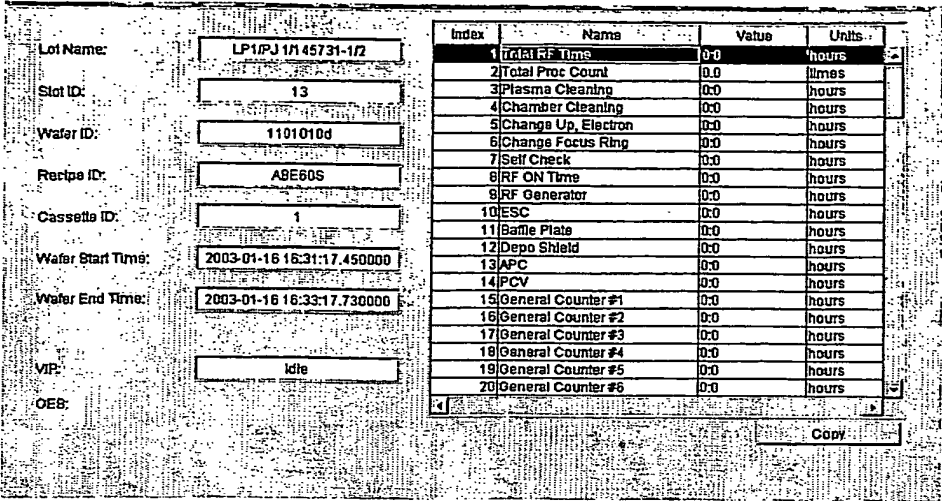 Lot Name: LP1/PJ 1/1 45731-1/2
Slot ID: 13
Wafer ID: 1101010d
Recipe ID: ABE60S
Cassette ID: 1
Wafer Start Time: 2003-01-16 16:31:17.450000
Wafer End Time: 2003-01-16 16:33:17.730000
VIP: Idle
OES:
Index Name Value Units
1 Total RF Time 0:0 hours
2 Total Proc Count 0.0 times
3 Plasma Cleaning 0:0 hours
4 Chamber Cleaning 0:0 hours
5 Change Up, Electron 0:0 hours
6 Change Focus Ring 0:0 hours
7 Self Check 0:0 hours
8 RF ON Time 0:0 hours
9 RF Generator 0:0 hours
10 ESC 0:0 hours
11 Baffle Plate 0:0 hours
12 Depo Shield 0:0 hours
13 APC 0:0 hours
14 PCV 0:0 hours
15 General Counter #1 0:0 hours
16 General Counter #2 0:0 hours
17 General Counter #3 0:0 hours
18 General Counter #4 0:0 hours
19 General Counter #5 0:0 hours
20 General Counter #6 0:0 hours
Copy